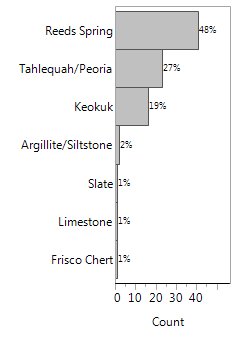 Reeds Spring 48%
Tahlequah/Peoria 27%
Keokuk 19%
Argillite/Siltstone 2%
Slate 1%
Limestone 1%
Frisco Chert 1%
0 10 20 30 40
Count